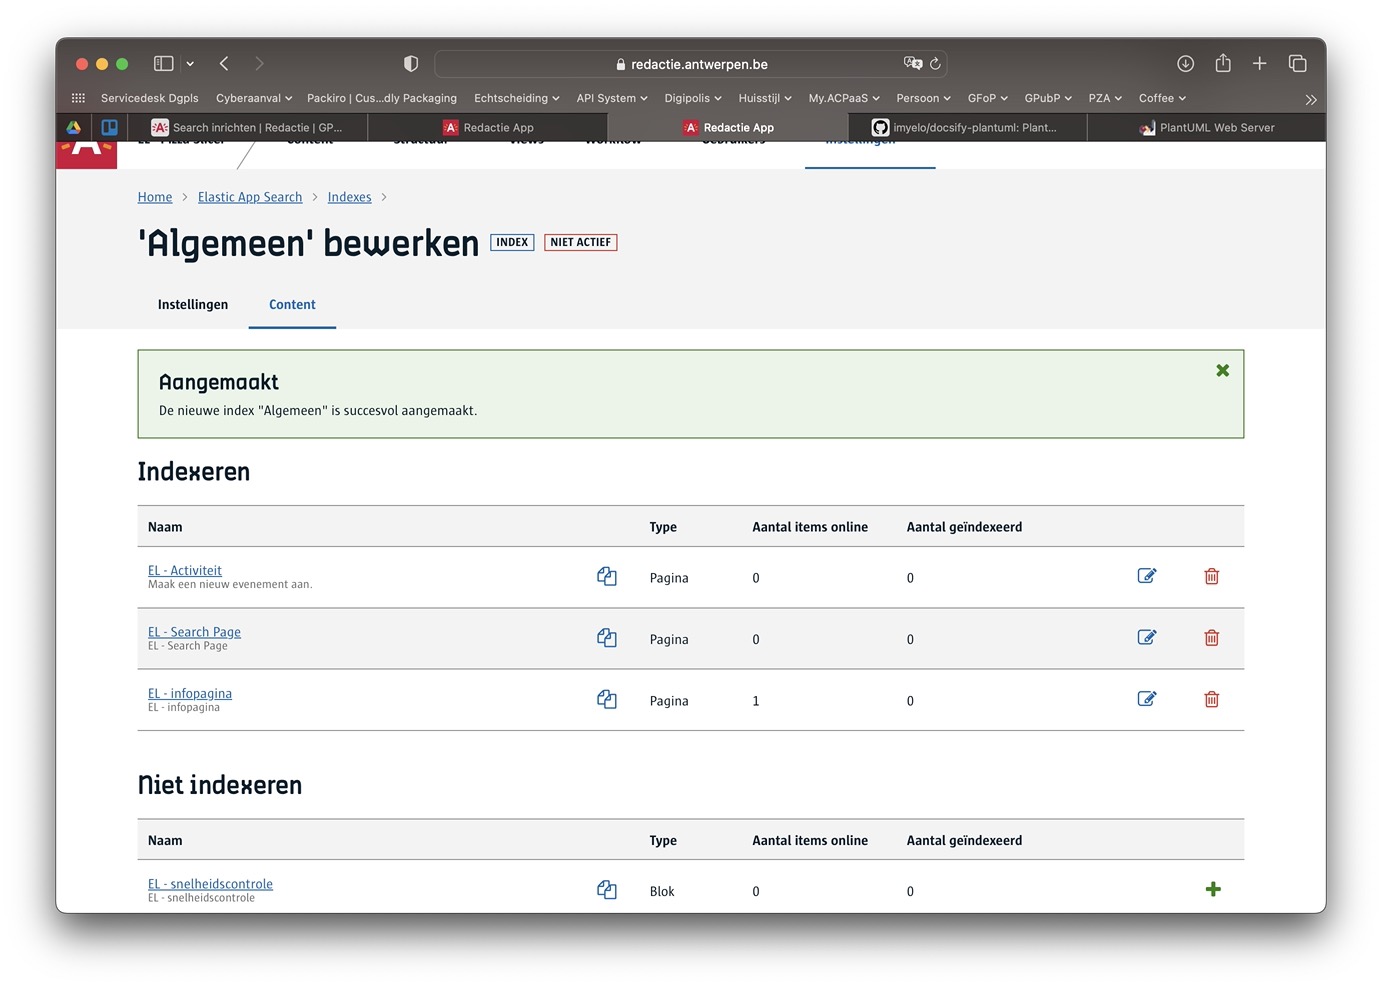 redactie.antwerpen.be
Servicedesk Dgpls Cyberaanval Packiro | Cus...dly Packaging Echtscheiding API System Digipolis Huisstijl My.ACPaaS Persoon GFoP GPubP PZA Coffee
Search inrichten | Redactie | GP... Redactie App Redactie App imyelo/docsify-plantuml: Plant... PlantUML Web Server
Home > Elastic App Search > Indexes >
'Algemeen' bewerken INDEX NIET ACTIEF
Instellingen Content
Aangemaakt
De nieuwe index "Algemeen" is succesvol aangemaakt.
Indexeren
Naam Type Aantal items online Aantal geïndexeerd
EL - Activiteit
Maak een nieuw evenement aan.
Pagina 0 0
EL - Search Page
EL - Search Page
Pagina 0 0
EL - infopagina
EL - infopagina
Pagina 1 0
Niet indexeren
Naam Type Aantal items online Aantal geïndexeerd
EL - snelheidscontrole
EL - snelheidscontrole
Blok 0 0